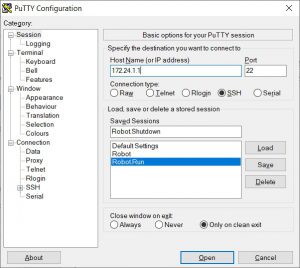 PuTTY Configuration
Category:
Session
Logging
Terminal
Keyboard
Bell
Features
Window
Appearance
Behaviour
Translation
Selection
Colours
Connection
Data
Proxy
Telnet
Rlogin
SSH
Serial
Basic options for your PuTTY session
Specify the destination you want to connect to
Host Name (or IP address) Port
172.24.1.1 22
Connection type:
Raw Telnet Rlogin SSH Serial
Load, save or delete a stored session
Saved Sessions
Robot Shutdown
Default Settings
Robot
Robot Run
Load
Save
Delete
Close window on exit:
Always Never Only on clean exit
About Open Cancel